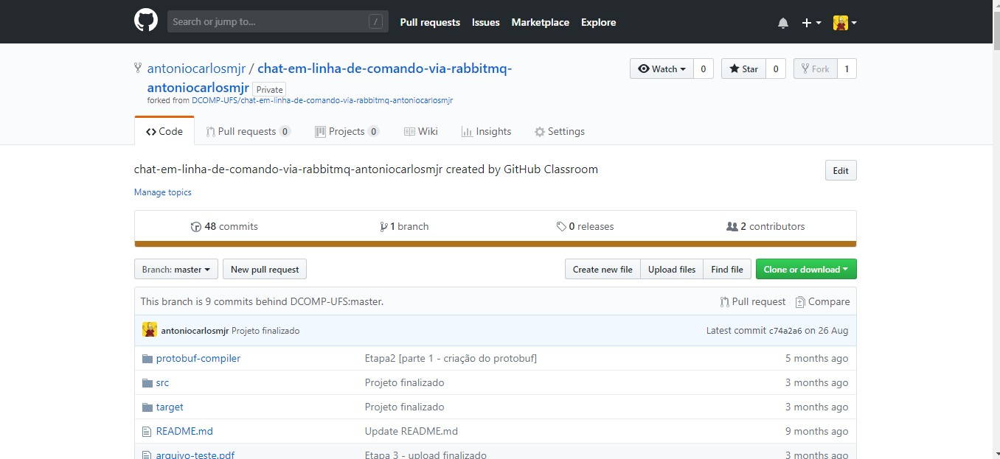 Search or jump to... / Pull requests Issues Marketplace Explore
antoniocarlosmjr / chat-em-linha-de-comando-via-rabbitmq-
antoniocarlosmjr Private
Watch 0 Star 0 Fork 1
forked from DCOMP-UFS/chat-em-linha-de-comando-via-rabbitmq-antoniocarlosmjr
Code Pull requests 0 Projects 0 Wiki Insights Settings
chat-em-linha-de-comando-via-rabbitmq-antoniocarlosmjr created by GitHub Classroom Edit
Manage topics
48 commits 1 branch 0 releases 2 contributors
Branch: master New pull request Create new file Upload files Find file Clone or download
This branch is 9 commits behind DCOMP-UFS:master. Pull request Compare
antoniocarlosmjr Projeto finalizado Latest commit c74a2a6 on 26 Aug
protobuf-compiler Etapa2 [parte 1 - criação do protobuf] 5 months ago
src Projeto finalizado 3 months ago
target Projeto finalizado 3 months ago
README.md Update README.md 9 months ago
arquivo-teste.pdf Etapa 3 - upload finalizado 3 months ago